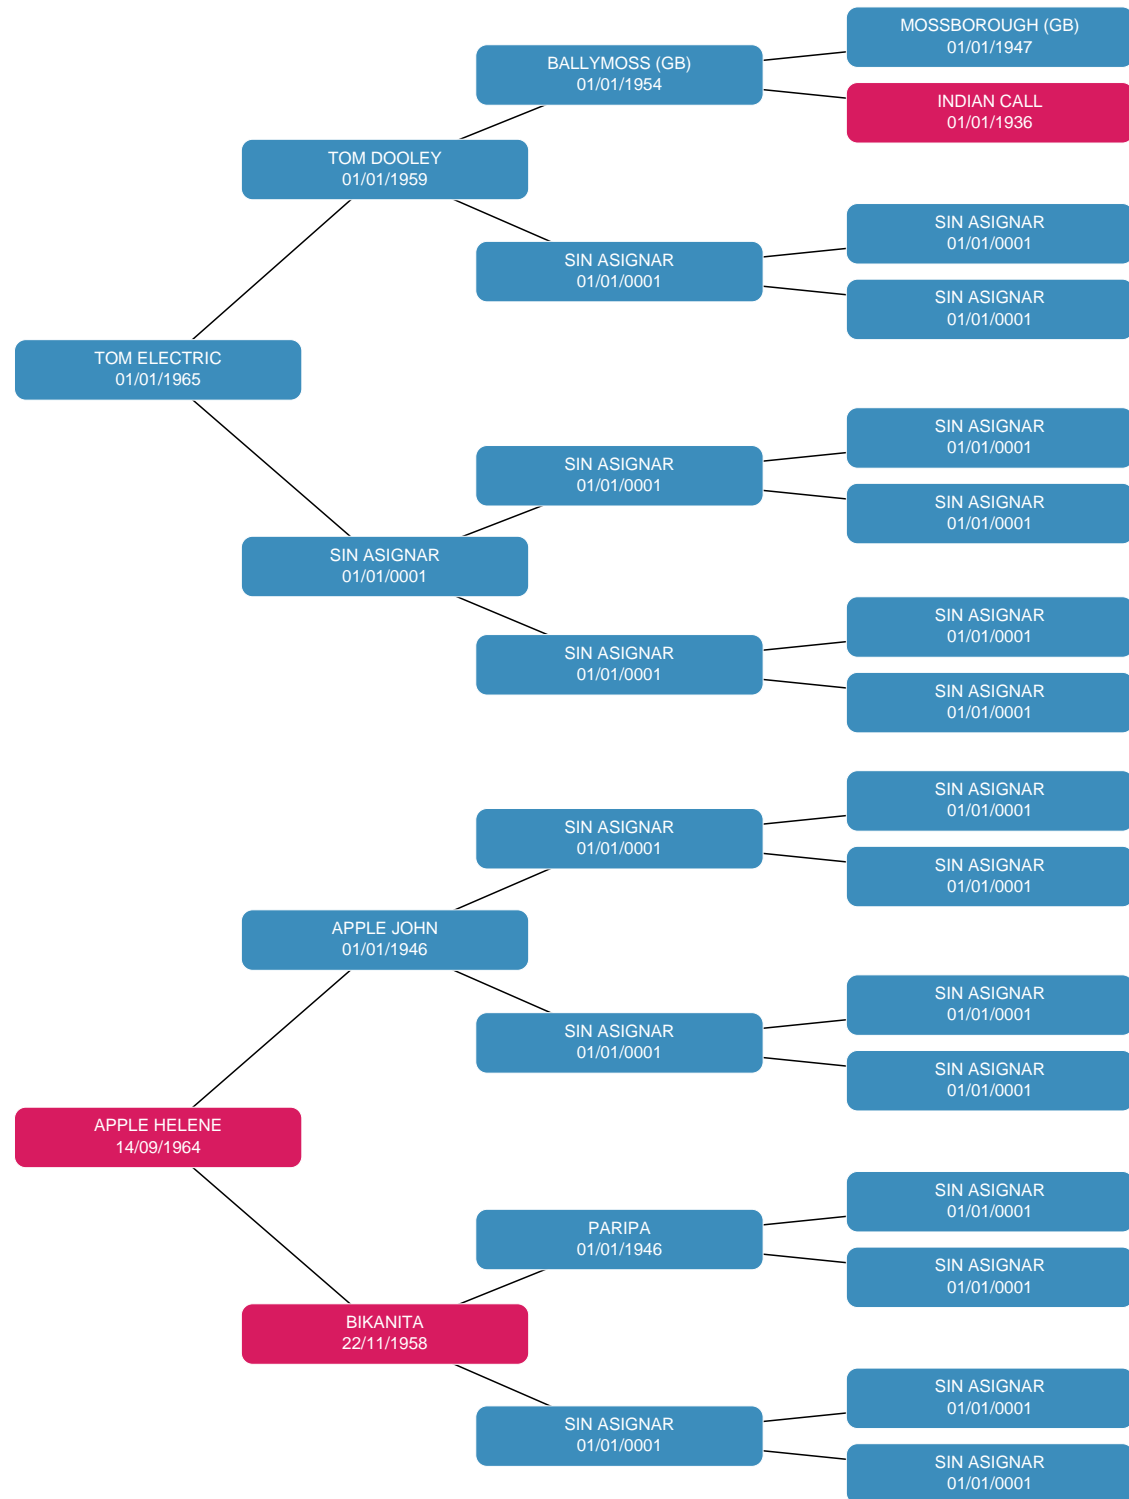 MOSSBOROUGH (GB)
01/01/1947
BALLYMOSS (GB)
01/01/1954
INDIAN CALL
01/01/1936
TOM DOOLEY
01/01/1959
SIN ASIGNAR
01/01/0001
SIN ASIGNAR
01/01/0001
SIN ASIGNAR
01/01/0001
TOM ELECTRIC
01/01/1965
SIN ASIGNAR
01/01/0001
SIN ASIGNAR
01/01/0001
SIN ASIGNAR
01/01/0001
SIN ASIGNAR
01/01/0001
SIN ASIGNAR
01/01/0001
SIN ASIGNAR
01/01/0001
SIN ASIGNAR
01/01/0001
SIN ASIGNAR
01/01/0001
SIN ASIGNAR
01/01/0001
SIN ASIGNAR
01/01/0001
APPLE JOHN
01/01/1946
SIN ASIGNAR
01/01/0001
SIN ASIGNAR
01/01/0001
SIN ASIGNAR
01/01/0001
APPLE HELENE
14/09/1964
SIN ASIGNAR
01/01/0001
PARIPA
01/01/1946
SIN ASIGNAR
01/01/0001
BIKANITA
22/11/1958
SIN ASIGNAR
01/01/0001
SIN ASIGNAR
01/01/0001
SIN ASIGNAR
01/01/0001